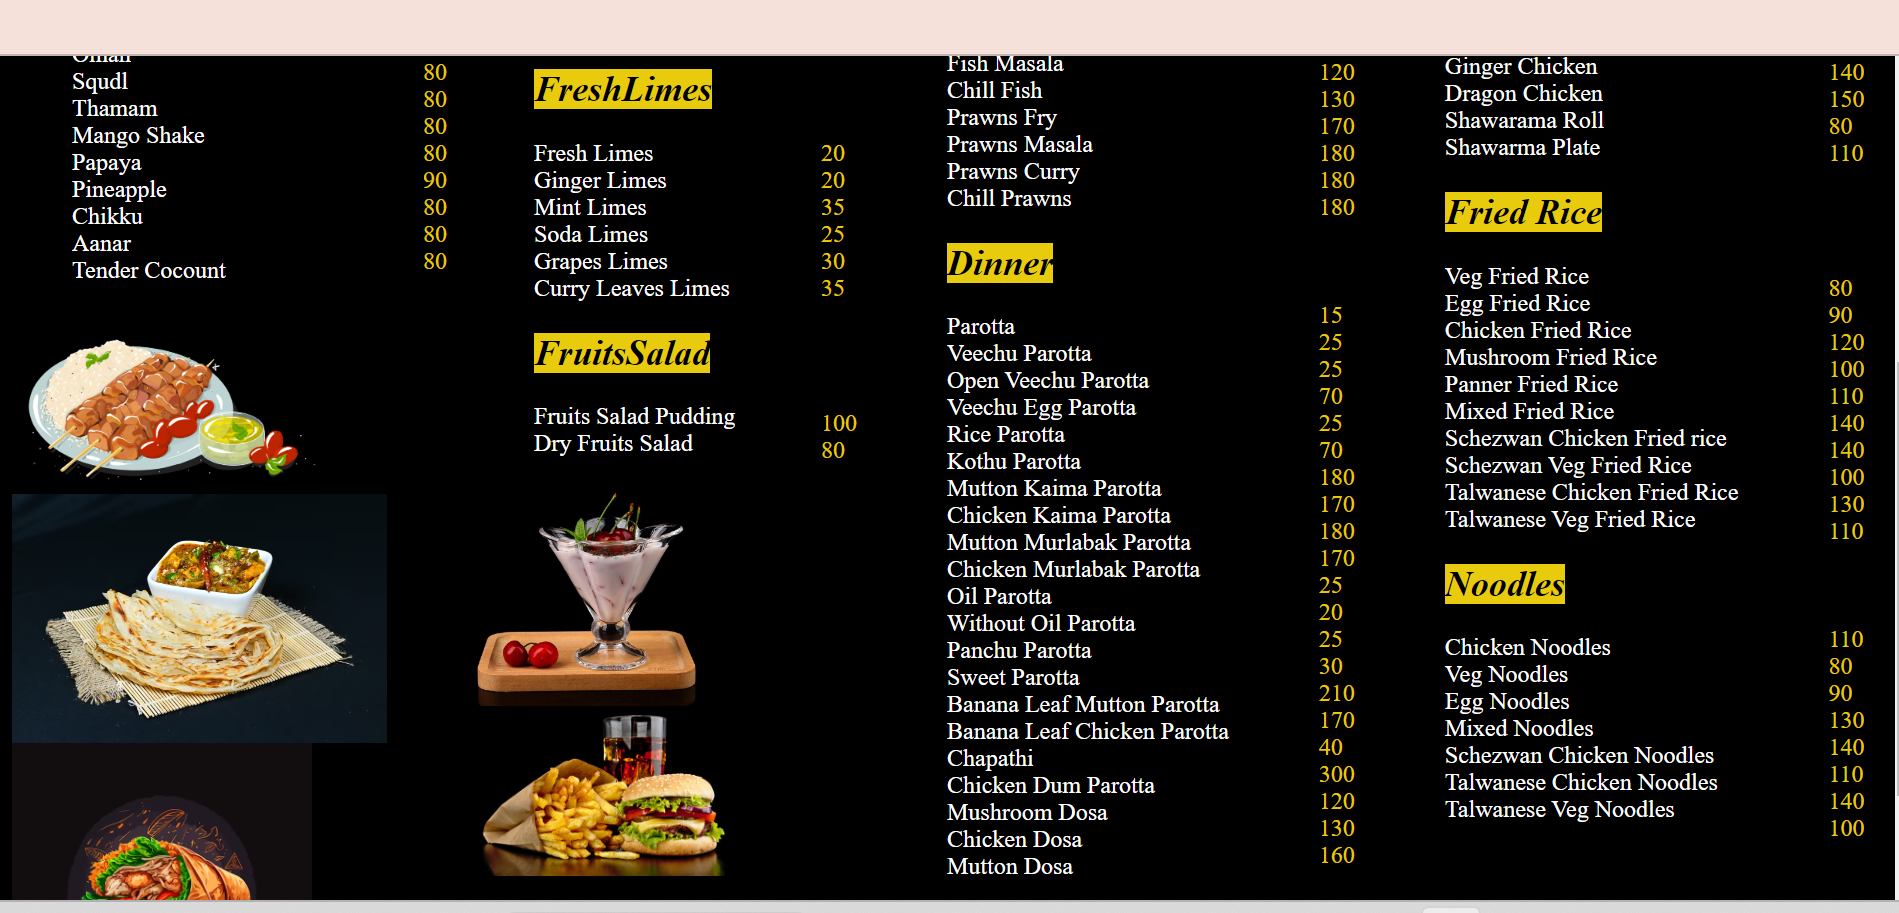 Squdl
Thamam
Mango Shake
Papaya
Pineapple
Chikku
Aanar
Tender Cocount
80
80
80
80
90
80
80
80
FreshLimes
Fresh Limes
Ginger Limes
Mint Limes
Soda Limes
Grapes Limes
Curry Leaves Limes
20
20
35
25
30
35
FruitsSalad
Fruits Salad Pudding
Dry Fruits Salad
100
80
Fish Masala
Chill Fish
Prawns Fry
Prawns Masala
Prawns Curry
Chill Prawns
120
130
170
180
180
180
Dinner
Parotta
Veechu Parotta
Open Veechu Parotta
Veechu Egg Parotta
Rice Parotta
Kothu Parotta
Mutton Kaima Parotta
Chicken Kaima Parotta
Mutton Murlabak Parotta
Chicken Murlabak Parotta
Oil Parotta
Without Oil Parotta
Panchu Parotta
Sweet Parotta
Banana Leaf Mutton Parotta
Banana Leaf Chicken Parotta
Chapathi
Chicken Dum Parotta
Mushroom Dosa
Chicken Dosa
Mutton Dosa
15
25
25
70
25
70
180
170
180
170
25
20
25
30
210
170
40
300
120
130
160
Ginger Chicken
Dragon Chicken
Shawarama Roll
Shawarma Plate
140
150
80
110
Fried Rice
Veg Fried Rice
Egg Fried Rice
Chicken Fried Rice
Mushroom Fried Rice
Panner Fried Rice
Mixed Fried Rice
Schezwan Chicken Fried rice
Schezwan Veg Fried Rice
Talwanese Chicken Fried Rice
Talwanese Veg Fried Rice
80
90
120
100
110
140
140
100
130
110
Noodles
Chicken Noodles
Veg Noodles
Egg Noodles
Mixed Noodles
Schezwan Chicken Noodles
Talwanese Chicken Noodles
Talwanese Veg Noodles
110
80
90
130
140
110
140
100